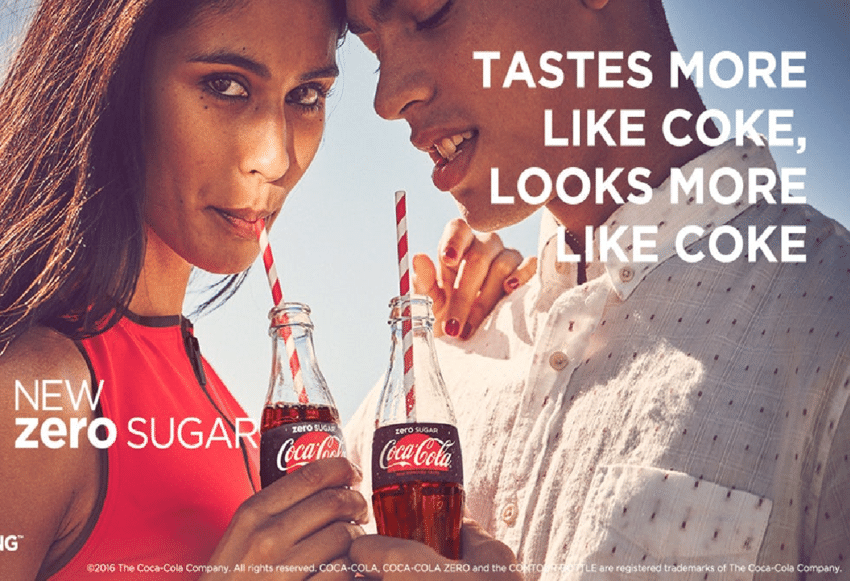 TASTES MORE
LIKE COKE,
LOOKS MORE
LIKE COKE
NEW
zero SUGAR
zero SUGAR
Coca-Cola
zero SUGAR
Coca-Cola
NG™
©2016 The Coca-Cola Company. All rights reserved. COCA-COLA, COCA-COLA ZERO and the CONTOUR BOTTLE are registered trademarks of The Coca-Cola Company.